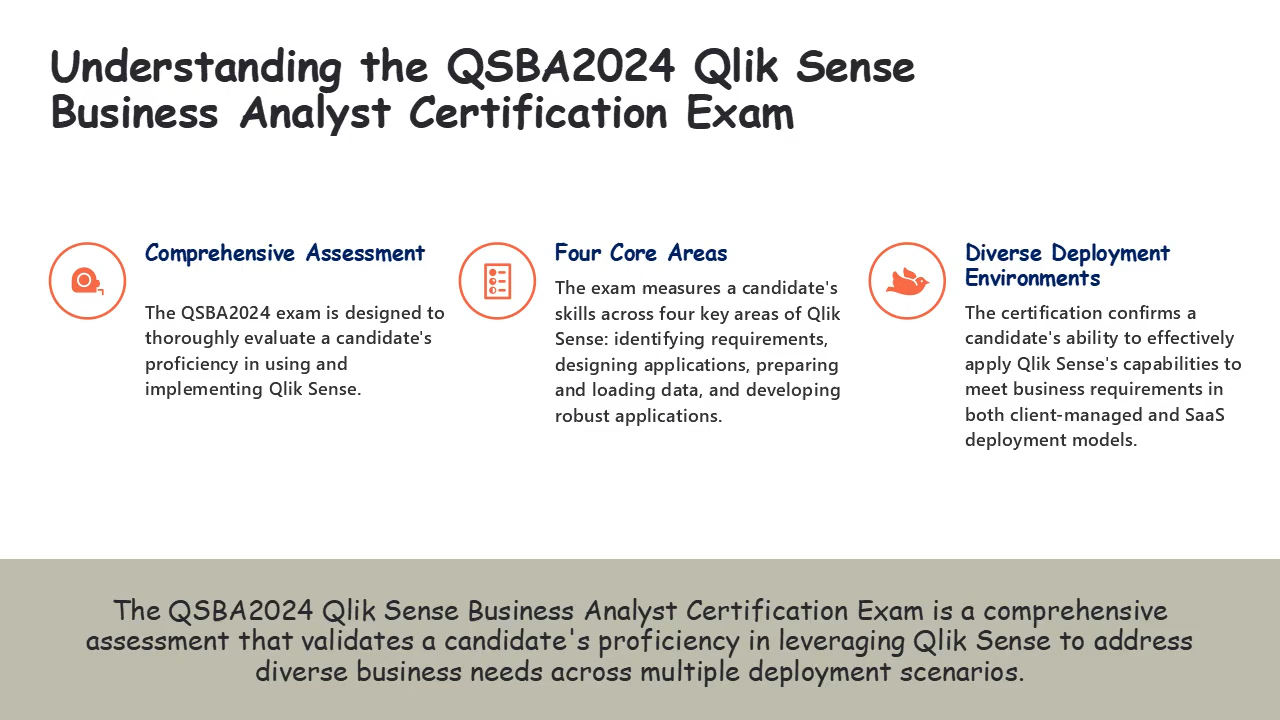 Understanding the QSBA2024 Qlik Sense
Business Analyst Certification Exam
Comprehensive Assessment
The QSBA2024 exam is designed to
thoroughly evaluate a candidate's
proficiency in using and
implementing Qlik Sense.
Four Core Areas
The exam measures a candidate's
skills across four key areas of Qlik
Sense: identifying requirements,
designing applications, preparing
and loading data, and developing
robust applications.
Diverse Deployment
Environments
The certification confirms a
candidate's ability to effectively
apply Qlik Sense's capabilities to
meet business requirements in
both client-managed and SaaS
deployment models.
The QSBA2024 Qlik Sense Business Analyst Certification Exam is a comprehensive
assessment that validates a candidate's proficiency in leveraging Qlik Sense to address
diverse business needs across multiple deployment scenarios.